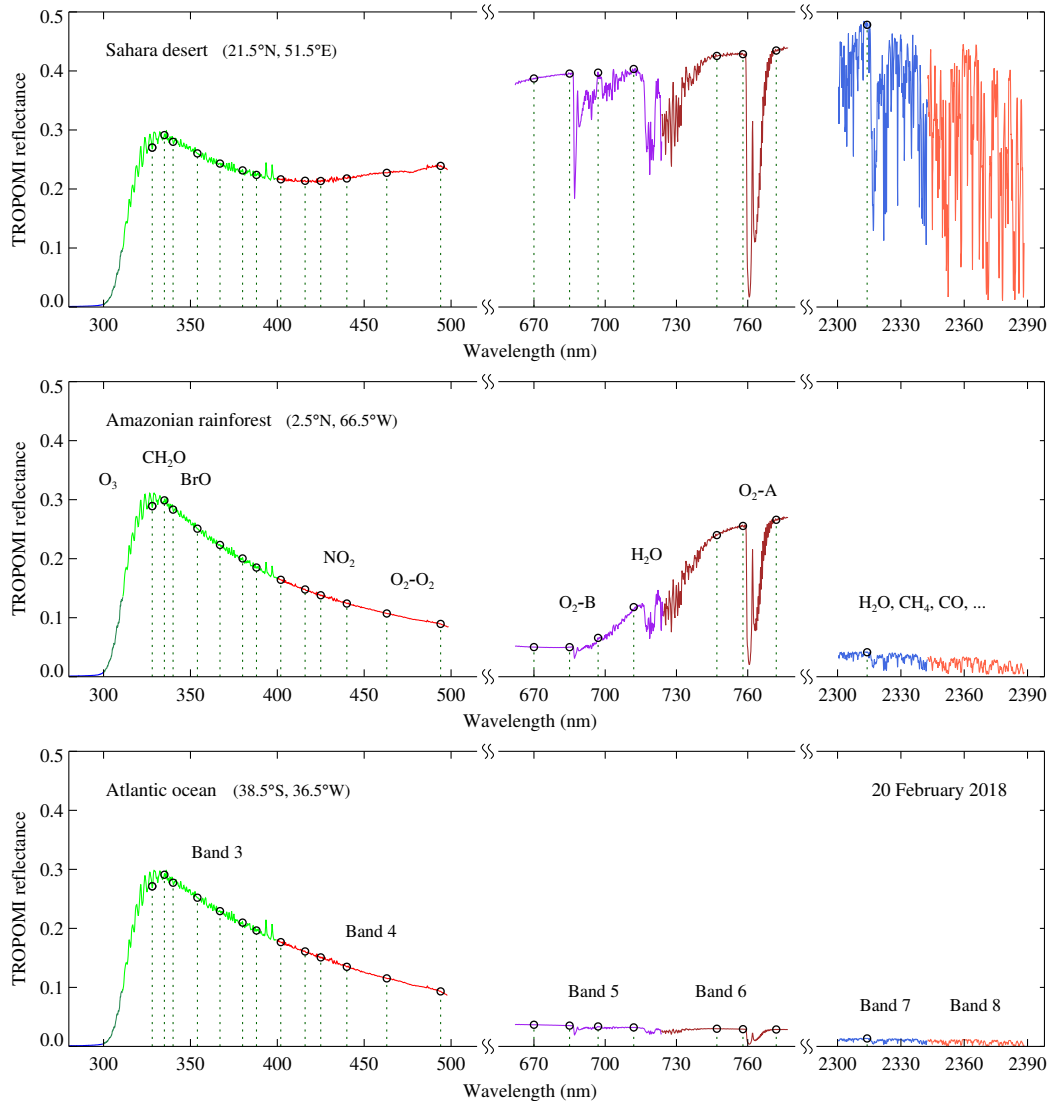 0.5
Sahara desert (21.5°N, 51.5°E)
0.4
0.3
0.2
0.1
0.0
TROPOMI reflectance
300 350 400 450 500 670 700 730 760 2300 2330 2360 2390
Wavelength (nm) Wavelength (nm)
0.5
Amazonian rainforest (2.5°N, 66.5°W)
0.4
CH₂O
O₃ BrO
O₂-A
0.3
NO₂ H₂O
0.2
O₂-O₂
O₂-B H₂O, CH₄, CO, ...
0.1
0.0
TROPOMI reflectance
300 350 400 450 500 670 700 730 760 2300 2330 2360 2390
Wavelength (nm) Wavelength (nm)
0.5
Atlantic ocean (38.5°S, 36.5°W) 20 February 2018
0.4
Band 3
0.3
0.2
Band 4
0.1
Band 5 Band 6 Band 7 Band 8
0.0
TROPOMI reflectance
300 350 400 450 500 670 700 730 760 2300 2330 2360 2390
Wavelength (nm) Wavelength (nm)